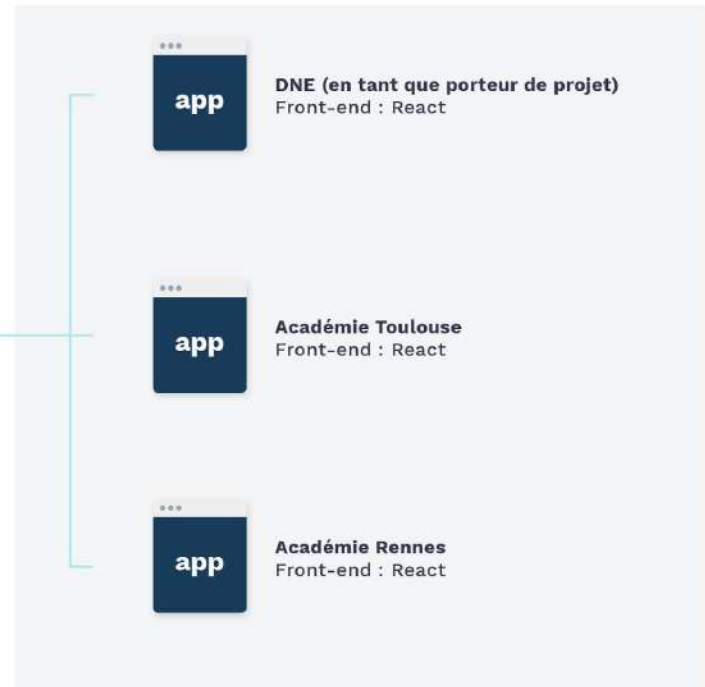 app
DNE (en tant que porteur de projet)
Front-end : React
app
Académie Toulouse
Front-end : React
app
Académie Rennes
Front-end : React